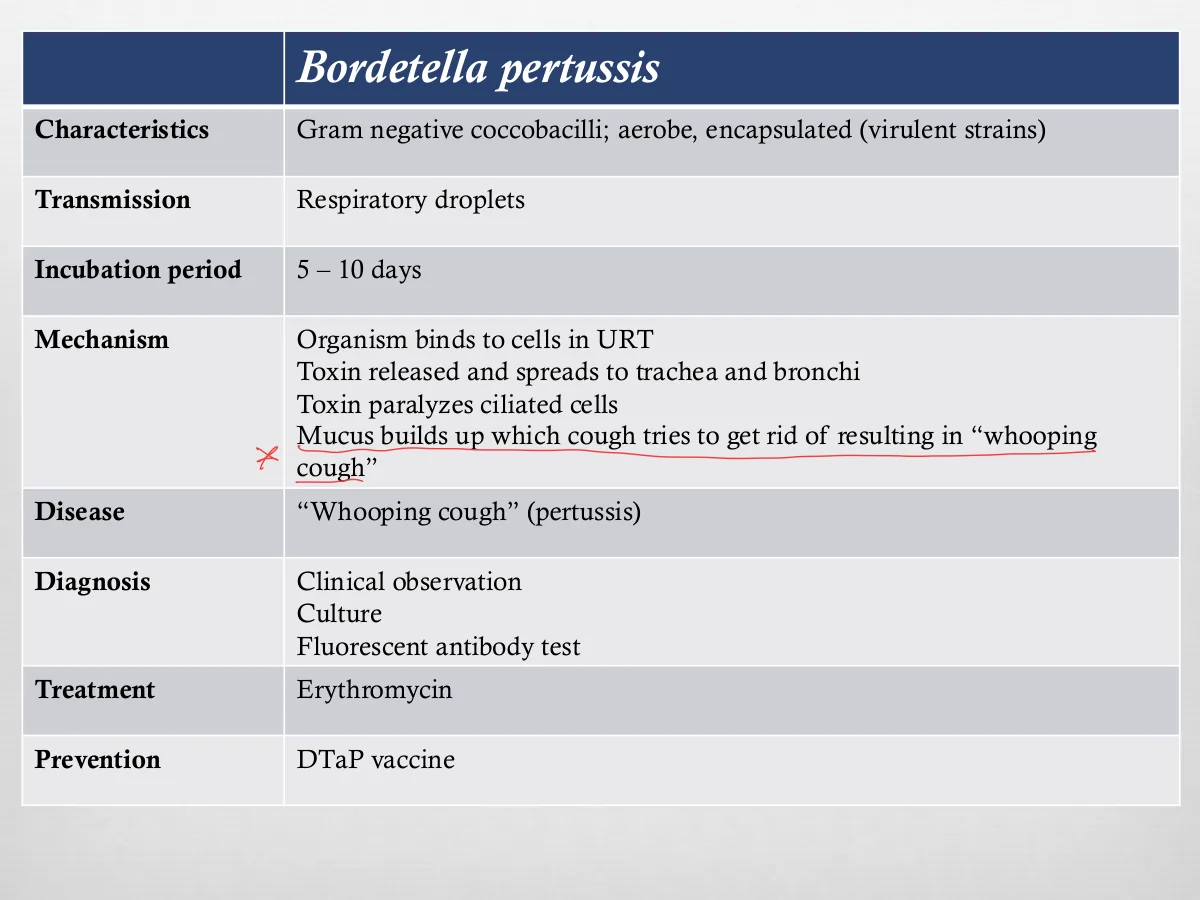 Bordetella pertussis
Characteristics
Gram negative coccobacilli; aerobe, encapsulated (virulent strains)
Transmission
Respiratory droplets
Incubation period
5 – 10 days
Mechanism
Organism binds to cells in URT
Toxin released and spreads to trachea and bronchi
Toxin paralyzes ciliated cells
Mucus builds up which cough tries to get rid of resulting in “whooping
cough”
Disease
“Whooping cough” (pertussis)
Diagnosis
Clinical observation
Culture
Fluorescent antibody test
Treatment
Erythromycin
Prevention
DTaP vaccine